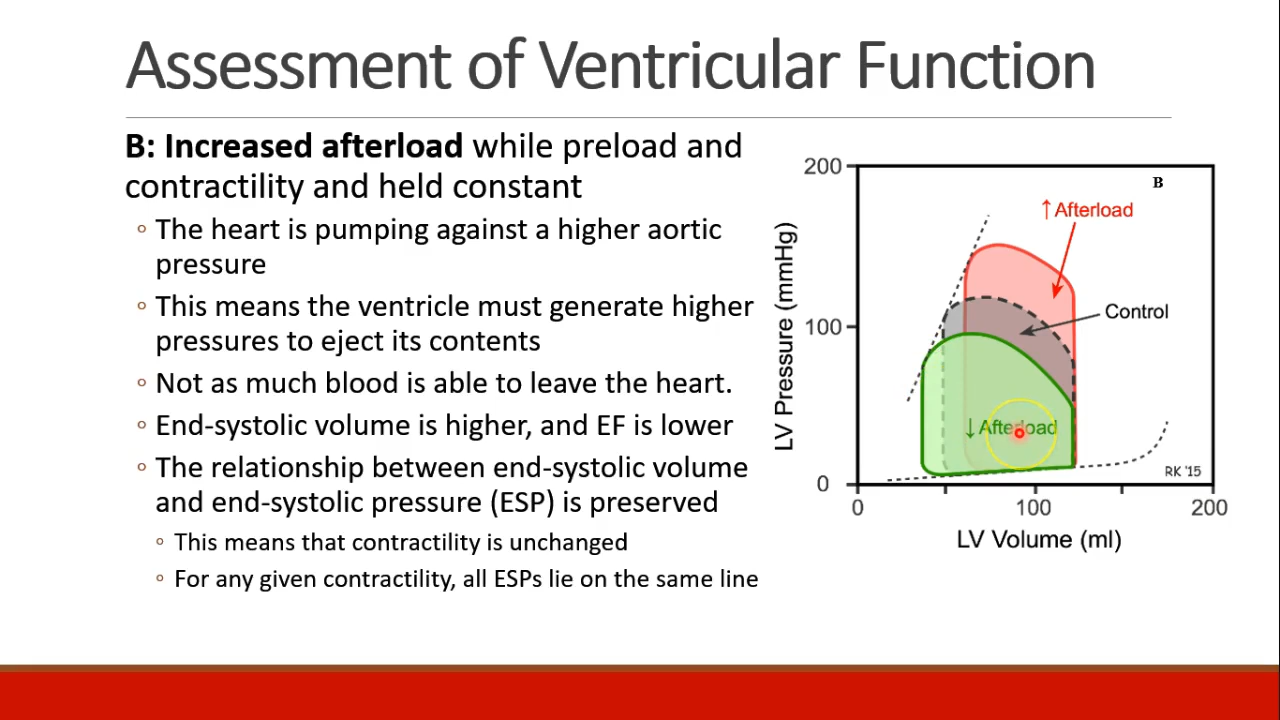 Assessment of Ventricular Function
B: Increased afterload while preload and
contractility and held constant
◦ The heart is pumping against a higher aortic
pressure
◦ This means the ventricle must generate higher
pressures to eject its contents
◦ Not as much blood is able to leave the heart.
◦ End-systolic volume is higher, and EF is lower
◦ The relationship between end-systolic volume
and end-systolic pressure (ESP) is preserved
◦ This means that contractility is unchanged
◦ For any given contractility, all ESPs lie on the same line
200
B
↑Afterload
Control
LV Pressure (mmHg)
100
↓Afterload
RK '15
0
0
100
200
LV Volume (ml)